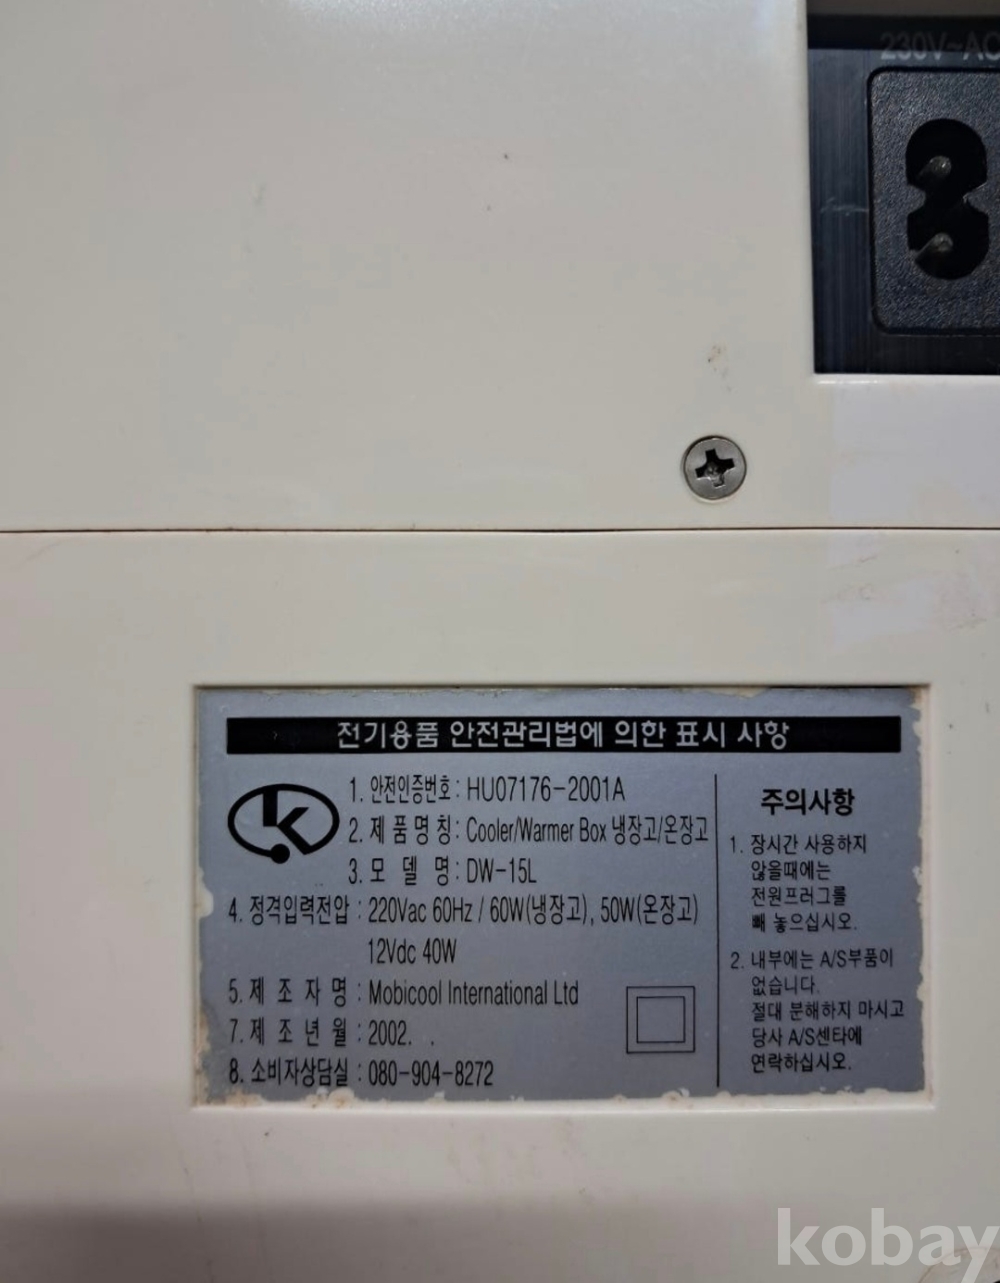 230V~AC
전기용품 안전관리법에 의한 표시 사항
1. 안전인증번호 : HU07176-2001A
2. 제 품 명 칭 : Cooler/Warmer Box 냉장고/온장고
3. 모 델 명 : DW-15L
4. 정격입력전압 : 220Vac 60Hz / 60W(냉장고), 50W(온장고)
12Vdc 40W
5. 제 조 자 명 : Mobicool International Ltd
7. 제 조 년 월 : 2002. .
8. 소비자상담실 : 080-904-8272
주의사항
1. 장시간 사용하지
않을때에는
전원프러그를
빼 놓으십시오.
2. 내부에는 A/S부품이
없습니다.
절대 분해하지 마시고
당사 A/S센타에
연락하십시오.
kobay